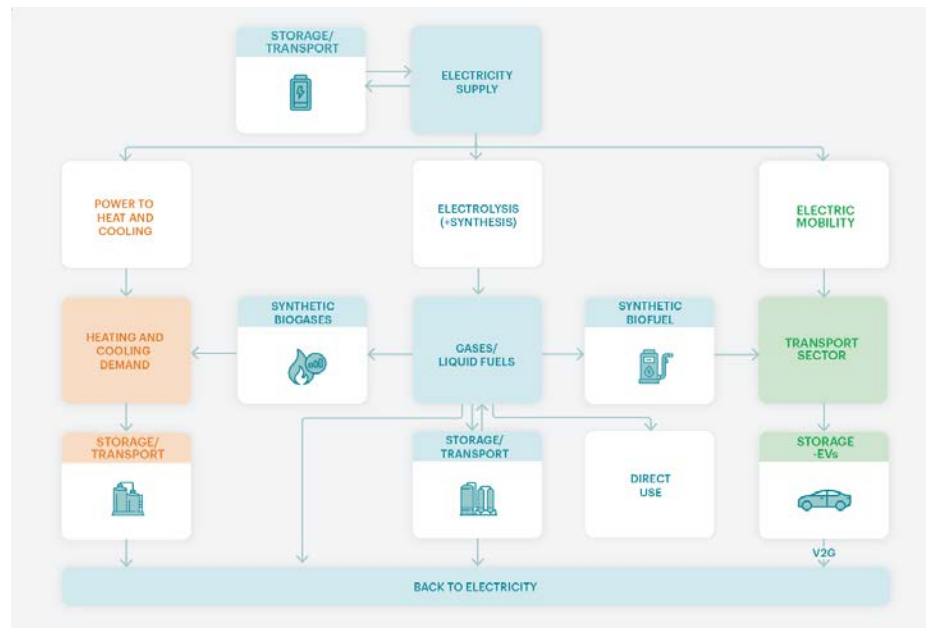 STORAGE/
TRANSPORT
ELECTRICITY
SUPPLY
POWER TO
HEAT AND
COOLING
ELECTROLYSIS
(+SYNTHESIS)
ELECTRIC
MOBILITY
HEATING AND
COOLING
DEMAND
SYNTHETIC
BIOGASES
GASES/
LIQUID FUELS
SYNTHETIC
BIOFUEL
TRANSPORT
SECTOR
STORAGE/
TRANSPORT
STORAGE/
TRANSPORT
DIRECT
USE
STORAGE
-EVs
V2G
BACK TO ELECTRICITY